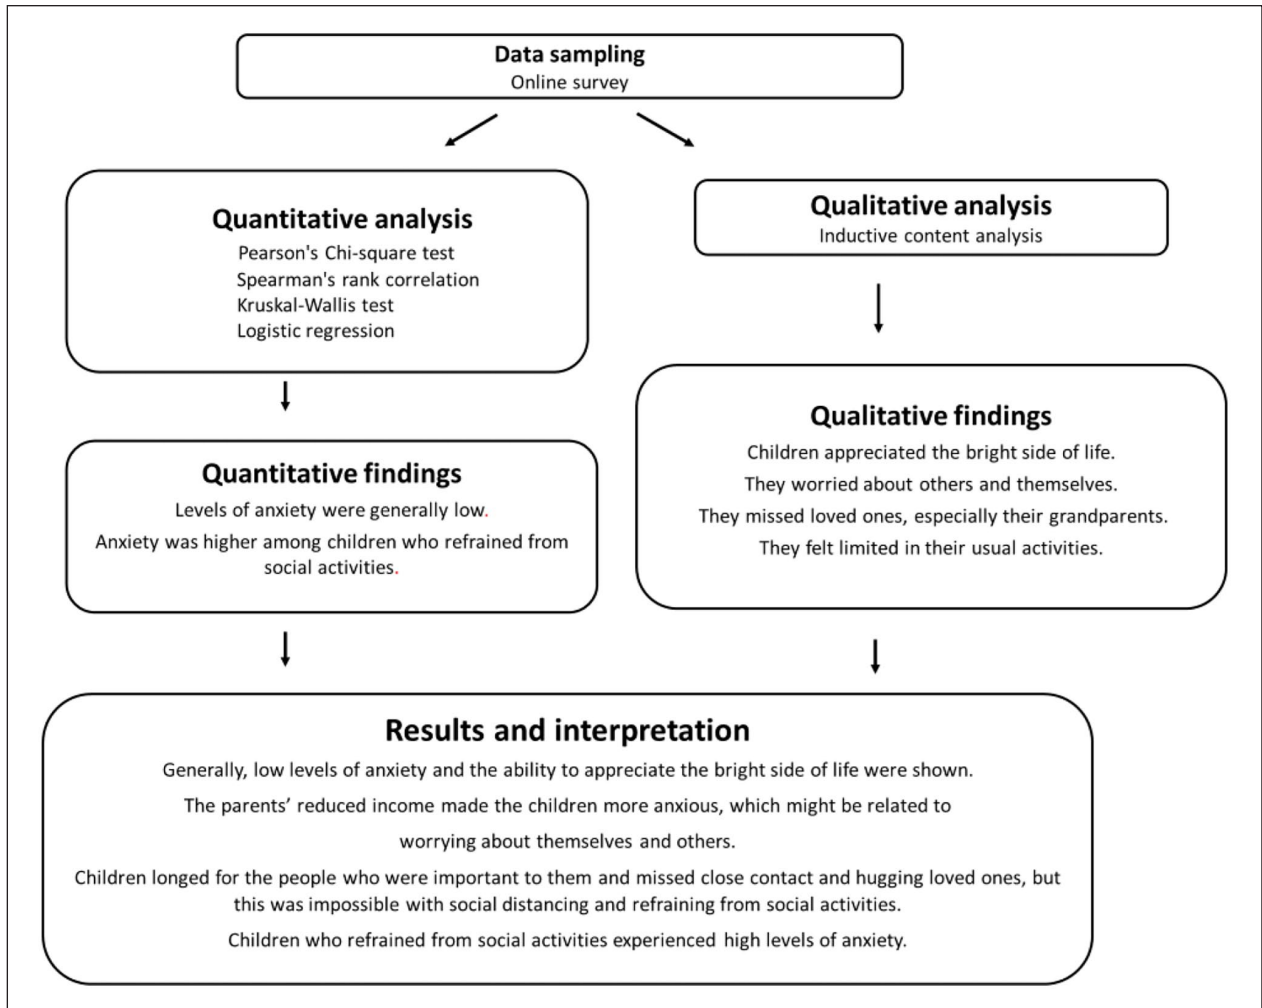 Data sampling
Online survey
Quantitative analysis
Pearson's Chi-square test
Spearman's rank correlation
Kruskal-Wallis test
Logistic regression
Qualitative analysis
Inductive content analysis
Quantitative findings
Levels of anxiety were generally low.
Anxiety was higher among children who refrained from
social activities.
Qualitative findings
Children appreciated the bright side of life.
They worried about others and themselves.
They missed loved ones, especially their grandparents.
They felt limited in their usual activities.
Results and interpretation
Generally, low levels of anxiety and the ability to appreciate the bright side of life were shown.
The parents’ reduced income made the children more anxious, which might be related to
worrying about themselves and others.
Children longed for the people who were important to them and missed close contact and hugging loved ones, but
this was impossible with social distancing and refraining from social activities.
Children who refrained from social activities experienced high levels of anxiety.